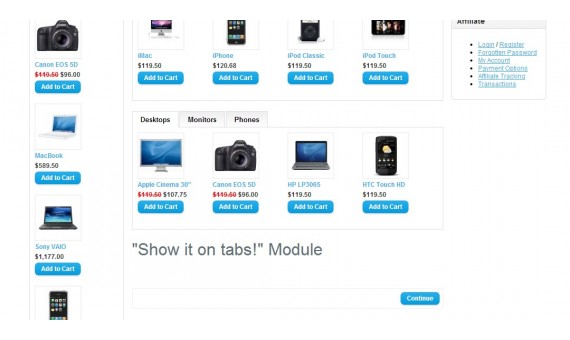 Canon EOS 5D
$119.50 $96.00
Add to Cart
MacBook
$589.50
Add to Cart
Sony VAIO
$1,177.00
Add to Cart
iMac
$119.50
Add to Cart
iPhone
$120.68
Add to Cart
iPod Classic
$119.50
Add to Cart
iPod Touch
$119.50
Add to Cart
Desktops Monitors Phones
Apple Cinema 30"
$119.50 $107.75
Add to Cart
Canon EOS 5D
$119.50 $96.00
Add to Cart
HP LP3065
$119.50
Add to Cart
HTC Touch HD
$119.50
Add to Cart
"Show it on tabs!" Module
Continue
Affiliate
Login / Register
Forgotten Password
My Account
Payment Options
Affiliate Tracking
Transactions